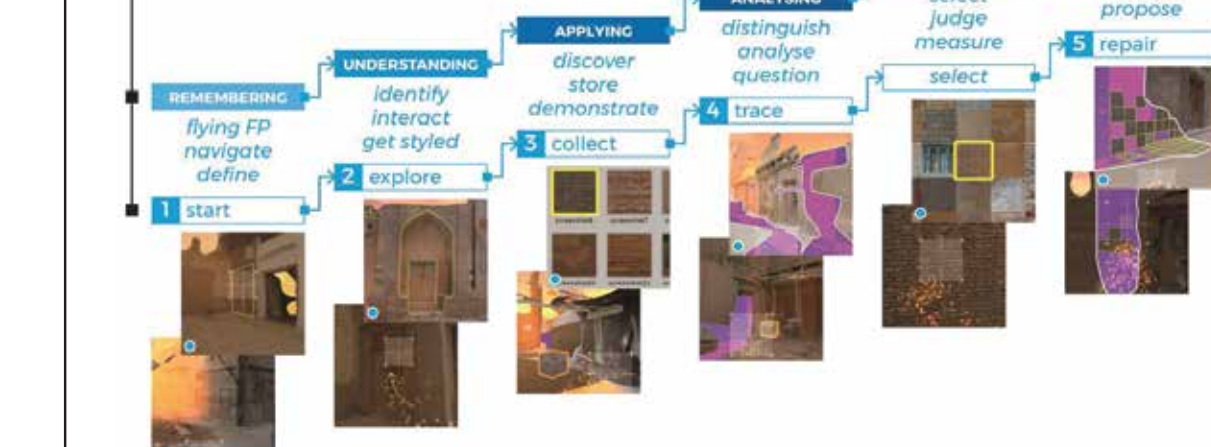 REMEMBERING
flying FP
navigate
define
1 start
UNDERSTANDING
identify
interact
get styled
2 explore
APPLYING
discover
store
demonstrate
3 collect
ANALYSING
distinguish
analyse
question
4 trace
judge
measure
select
propose
5 repair